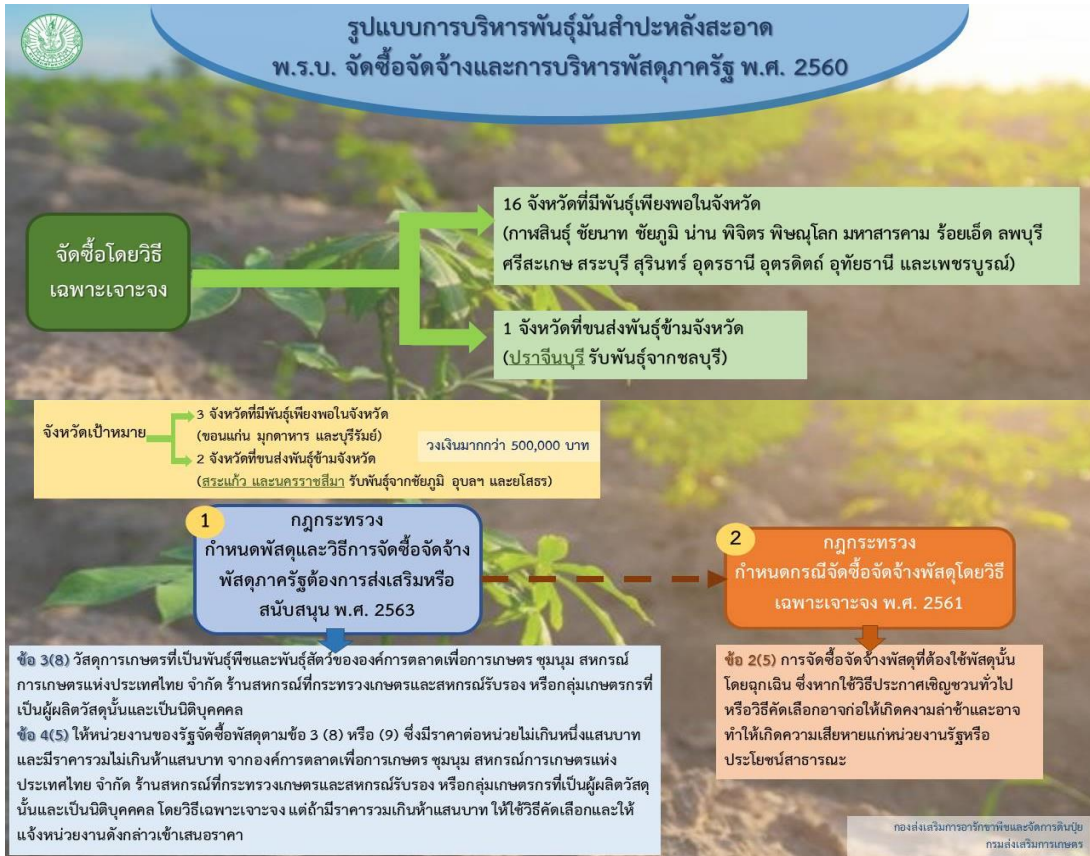 รูปแบบการบริหารพันธุ์มันสำปะหลังสะอาด
พ.ร.บ. จัดซื้อจัดจ้างและการบริหารพัสดุภาครัฐ พ.ศ. 2560
จัดซื้อโดยวิธี
เฉพาะเจาะจง
16 จังหวัดที่มีพันธุ์เพียงพอในจังหวัด
(กาฬสินธุ์ ชัยนาท ชัยภูมิ น่าน พิจิตร พิษณุโลก มหาสารคาม ร้อยเอ็ด ลพบุรี
ศรีสะเกษ สระบุรี สุรินทร์ อุดรธานี อุตรดิตถ์ อุทัยธานี และเพชรบูรณ์)
1 จังหวัดที่ขนส่งพันธุ์ข้ามจังหวัด
(ปราจีนบุรี รับพันธุ์จากชลบุรี)
จังหวัดเป้าหมาย
3 จังหวัดที่มีพันธุ์เพียงพอในจังหวัด
(ขอนแก่น มุกดาหาร และบุรีรัมย์)
2 จังหวัดที่ขนส่งพันธุ์ข้ามจังหวัด
(สระแก้ว และนครราชสีมา รับพันธุ์จากชัยภูมิ อุบลฯ และยโสธร)
วงเงินมากกว่า 500,000 บาท
1
กฎกระทรวง
กำหนดพัสดุและวิธีการจัดซื้อจัดจ้าง
พัสดุภาครัฐต้องการส่งเสริมหรือ
สนับสนุน พ.ศ. 2563
2
กฎกระทรวง
กำหนดกรณีจัดซื้อจัดจ้างพัสดุโดยวิธี
เฉพาะเจาะจง พ.ศ. 2561
ข้อ 3(8) วัสดุการเกษตรที่เป็นพันธุ์พืชและพันธุ์สัตว์ขององค์การตลาดเพื่อการเกษตร ชุมนุม สหกรณ์
การเกษตรแห่งประเทศไทย จำกัด ร้านสหกรณ์ที่กระทรวงเกษตรและสหกรณ์รับรอง หรือกลุ่มเกษตรกรที่
เป็นผู้ผลิตวัสดุนั้นและเป็นนิติบุคคคล
ข้อ 4(5) ให้หน่วยงานของรัฐจัดซื้อพัสดุตามข้อ 3 (8) หรือ (9) ซึ่งมีราคาต่อหน่วยไม่เกินหนึ่งแสนบาท
และมีราคารวมไม่เกินห้าแสนบาท จากองค์การตลาดเพื่อการเกษตร ชุมนุม สหกรณ์การเกษตรแห่ง
ประเทศไทย จำกัด ร้านสหกรณ์ที่กระทรวงเกษตรและสหกรณ์รับรอง หรือกลุ่มเกษตรกรที่เป็นผู้ผลิตวัสดุ
นั้นและเป็นนิติบุคคคล โดยวิธีเฉพาะเจาะจง แต่ถ้ามีราคารวมเกินห้าแสนบาท ให้ใช้วิธีคัดเลือกและให้
แจ้งหน่วยงานดังกล่าวเข้าเสนอราคา
ข้อ 2(5) การจัดซื้อจัดจ้างพัสดุที่ต้องใช้พัสดุนั้น
โดยฉุกเฉิน ซึ่งหากใช้วิธีประกาศเชิญชวนทั่วไป
หรือวิธีคัดเลือกอาจก่อให้เกิดคงามล่าช้าและอาจ
ทำให้เกิดความเสียหายแก่หน่วยงานรัฐหรือ
ประโยชน์สาธารณะ
กองส่งเสริมการอารักขาพืชและจัดการดินปุ๋ย
กรมส่งเสริมการเกษตร